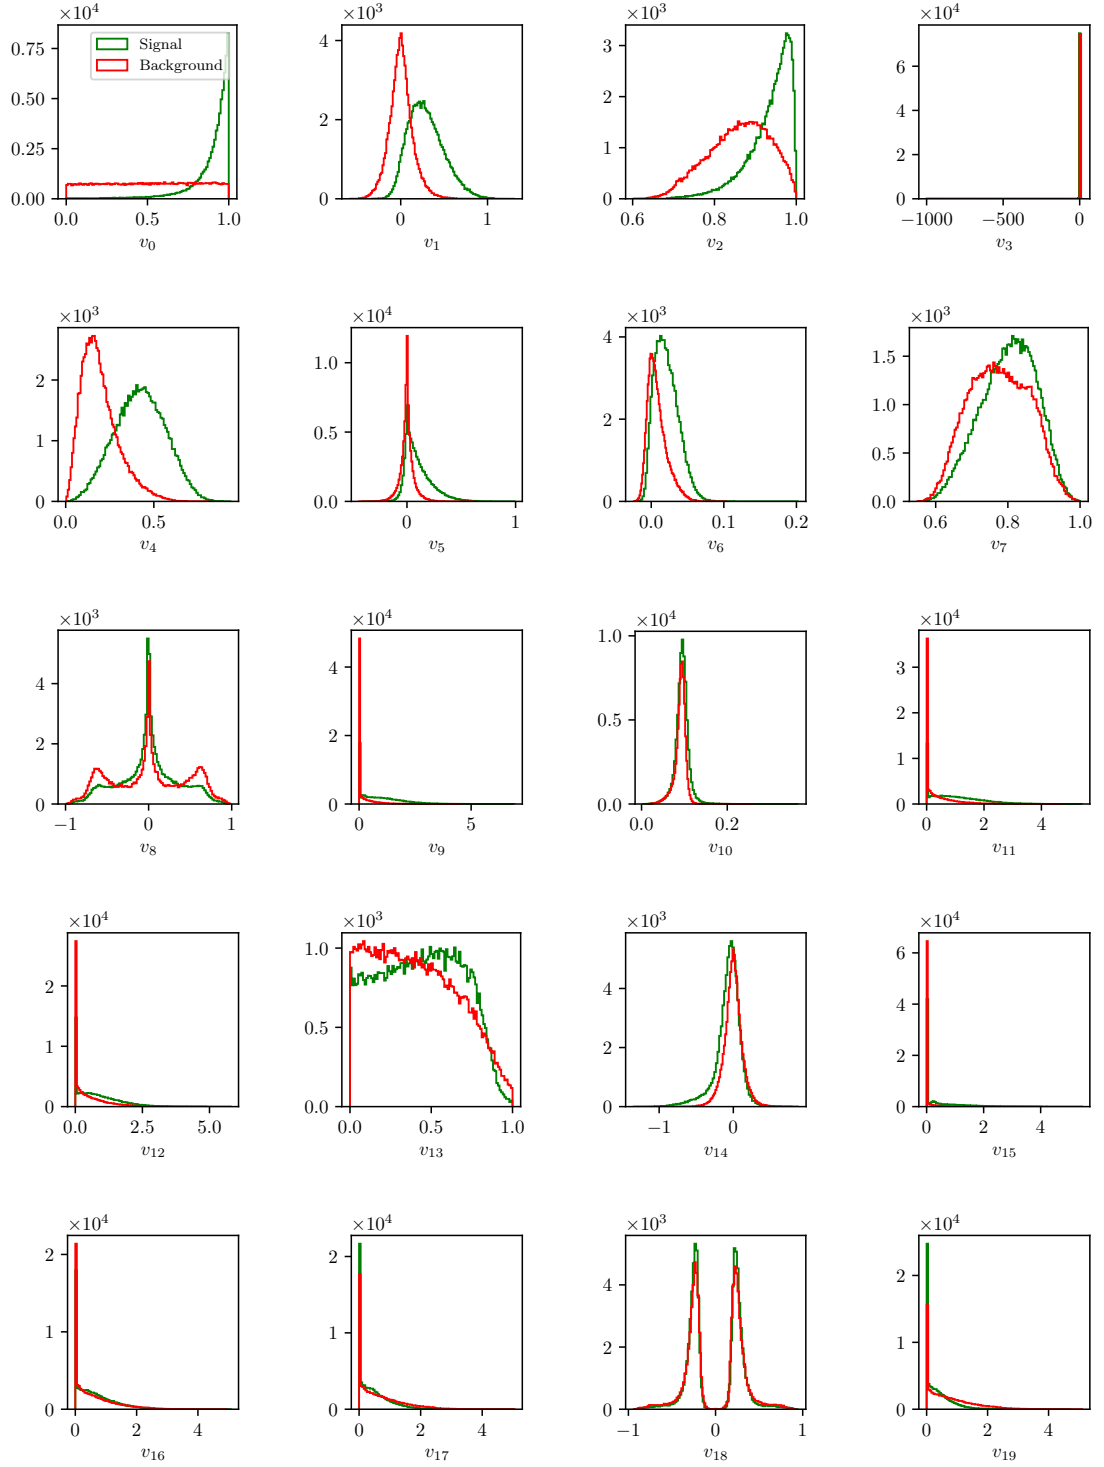 ×10⁴ ×10³ ×10³ ×10⁴
0.75 0.50 0.25 0.00 4 2 0 3 2 1 0 6 4 2 0
Signal
Background
0.0 0.5 1.0 0 1 0.6 0.8 1.0 −1000 −500 0
v₀ v₁ v₂ v₃
×10³ ×10⁴ ×10³ ×10³
2 1 0 1.0 0.5 0.0 4 3 2 1 0 1.5 1.0 0.5 0.0
0.0 0.5 0 1 0.0 0.1 0.2 0.6 0.8 1.0
v₄ v₅ v₆ v₇
×10³ ×10⁴ ×10⁴ ×10⁴
4 2 0 4 2 0 1.0 0.5 0.0 3 2 1 0
−1 0 1 0 5 0.0 0.2 0 2 4
v₈ v₉ v₁₀ v₁₁
×10⁴ ×10³ ×10³ ×10⁴
2 1 0 1.0 0.5 0.0 4 2 0 6 4 2 0
0.0 2.5 5.0 0.0 0.5 1.0 −1 0 0 2 4
v₁₂ v₁₃ v₁₄ v₁₅
×10⁴ ×10⁴ ×10³ ×10⁴
2 1 0 2 1 0 4 2 0 2 1 0
0 2 4 0 2 4 −1 0 1 0 2 4
v₁₆ v₁₇ v₁₈ v₁₉